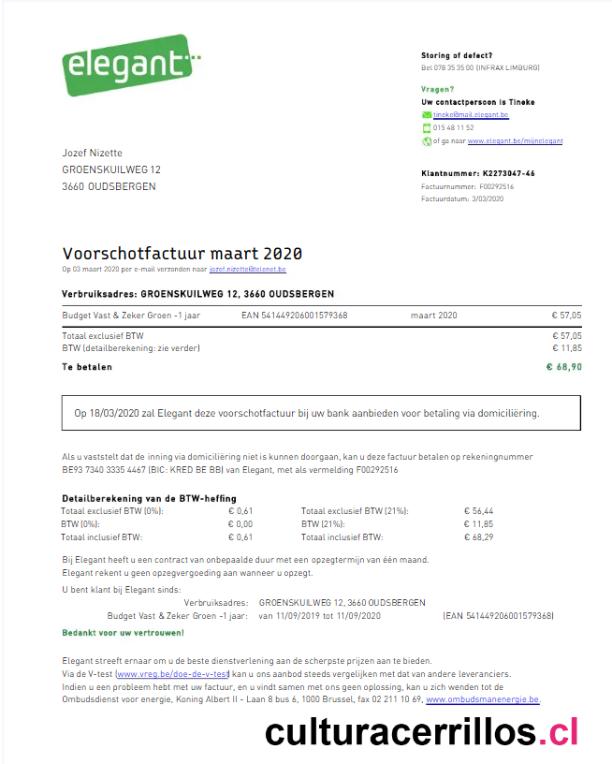 elegant
Storing of defect?
Bel 078 35 35 00 (INFRAX LIMBURG)
Vragen?
Uw contactpersoon is Tineke
tineke@mail.elegant.be
015 48 11 52
of ga naar www.elegant.be/mijnelegant
Jozef Nizette
GROENSKUILWEG 12
3660 OUDSBERGEN
Klantnummer: K2273047-46
Factuurnummer: F00292516
Factuurdatum: 3/03/2020
Voorschotfactuur maart 2020
Op 03 maart 2020 per e-mail verzonden naar jozef.nizette@telenet.be
Verbruiksadres: GROENSKUILWEG 12, 3660 OUDSBERGEN
Budget Vast & Zeker Groen -1 jaar EAN 541449206001579368 maart 2020 € 57,05
Totaal exclusief BTW € 57,05
BTW (detailberekening: zie verder) € 11,85
Te betalen € 68,90
Op 18/03/2020 zal Elegant deze voorschotfactuur bij uw bank aanbieden voor betaling via domiciliëring.
Als u vaststelt dat de inning via domiciliëring niet is kunnen doorgaan, kan u deze factuur betalen op rekeningnummer
BE93 7340 3335 4467 (BIC: KRED BE BB) van Elegant, met als vermelding F00292516
Detailberekening van de BTW-heffing
Totaal exclusief BTW (0%): € 0,61 Totaal exclusief BTW (21%): € 56,44
BTW (0%): € 0,00 BTW (21%): € 11,85
Totaal inclusief BTW: € 0,61 Totaal inclusief BTW: € 68,29
Bij Elegant heeft u een contract van onbepaalde duur met een opzegtermijn van één maand.
Elegant rekent u geen opzegvergoeding aan wanneer u opzegt.
U bent klant bij Elegant sinds:
Verbruiksadres: GROENSKUILWEG 12, 3660 OUDSBERGEN
Budget Vast & Zeker Groen -1 jaar: van 11/09/2019 tot 11/09/2020 (EAN 541449206001579368)
Bedankt voor uw vertrouwen!
Elegant streeft ernaar om u de beste dienstverlening aan de scherpste prijzen aan te bieden.
Via de V-test (www.vreg.be/doe-de-v-test) kan u ons aanbod steeds vergelijken met dat van andere leveranciers.
Indien u een probleem hebt met uw factuur, en u vindt samen met ons geen oplossing, kan u zich wenden tot de
Ombudsdienst voor energie, Koning Albert II - Laan 8 bus 6, 1000 Brussel, fax 02 211 10 69, www.ombudsmanenergie.be.
culturacerrillos.cl